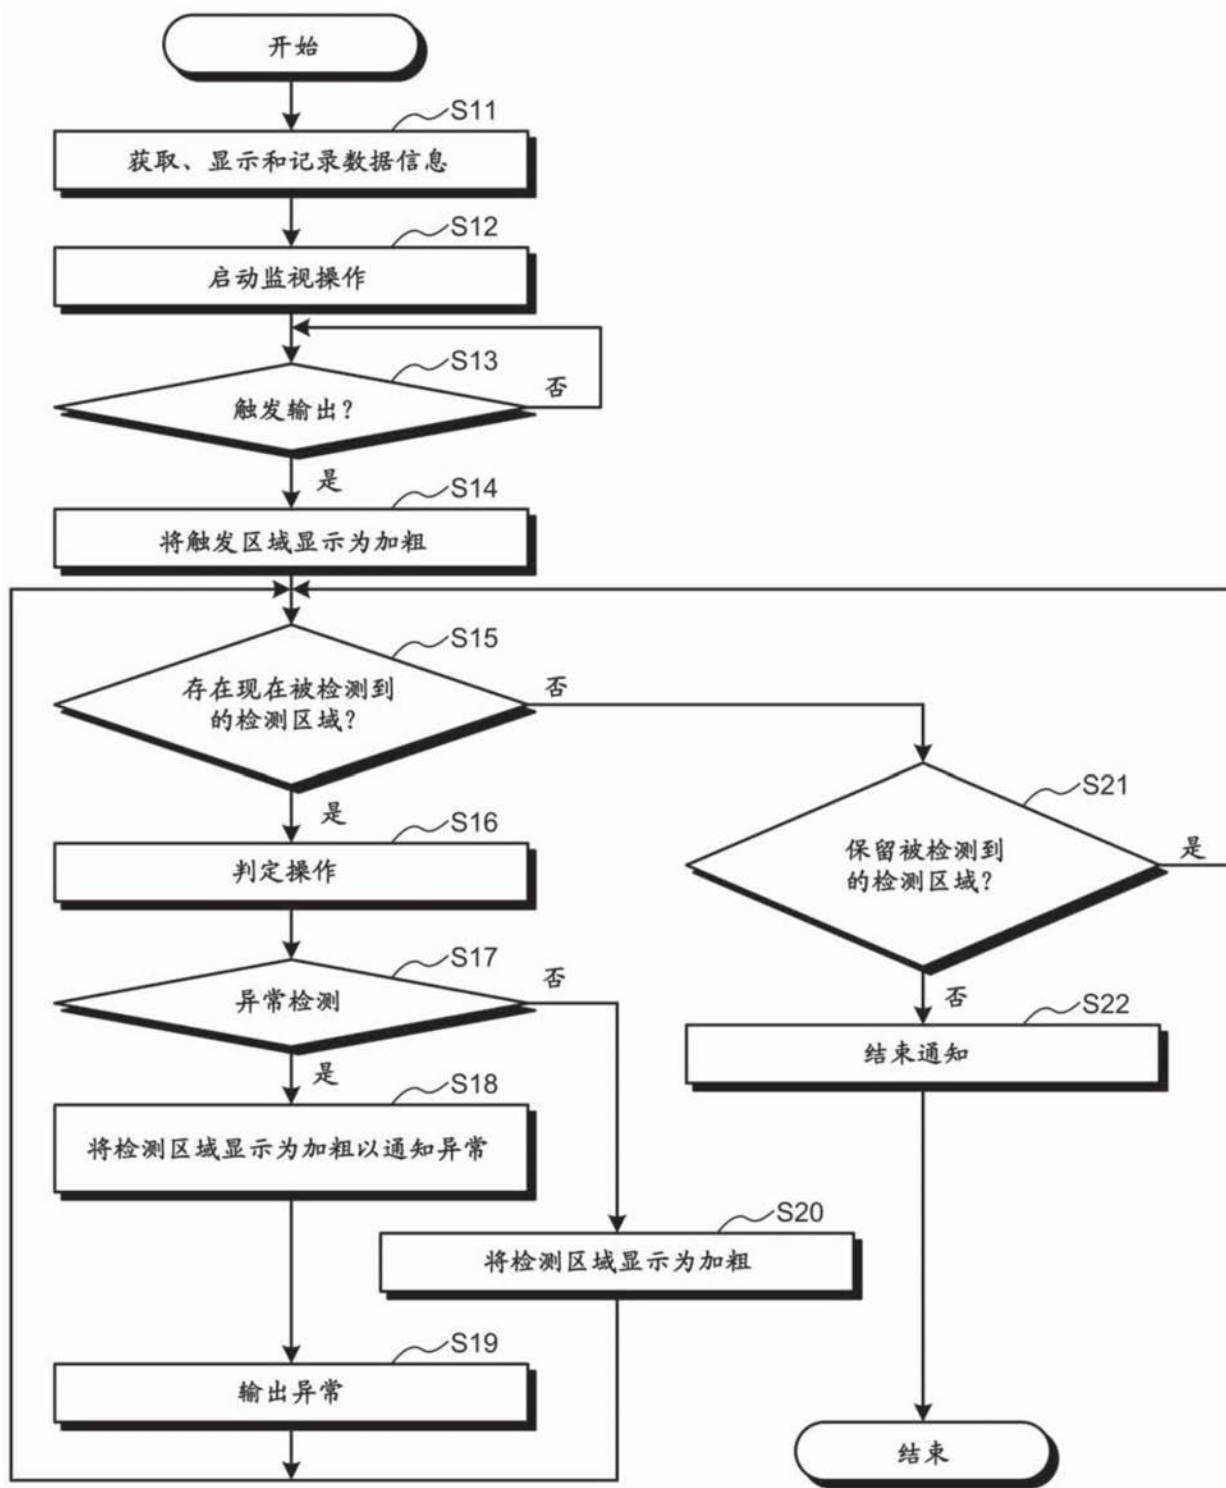 开始
S11
获取、显示和记录数据信息
S12
启动监视操作
S13
触发输出?
否
是
S14
将触发区域显示为加粗
S15
存在现在被检测到
的检测区域?
否
是
S16
判定操作
S17
异常检测
否
是
S18
将检测区域显示为加粗以通知异常
S20
将检测区域显示为加粗
S19
输出异常
S21
保留被检测到
的检测区域?
是
否
S22
结束通知
结束